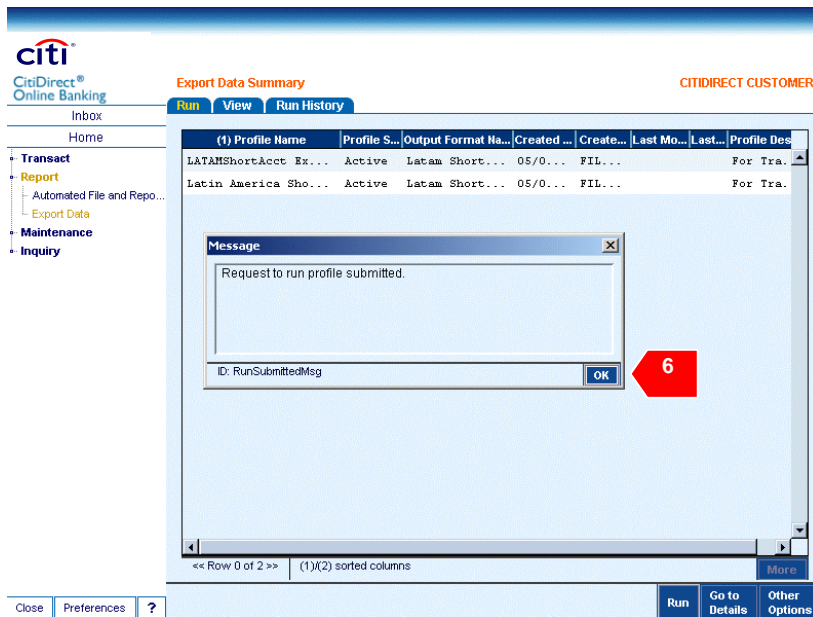 citi®
CitiDirect®
Online Banking
Inbox
Home
Transact
Report
Automated File and Repo...
Export Data
Maintenance
Inquiry
Export Data Summary
CITIDIRECT CUSTOMER
Run View Run History
(1) Profile Name Profile S... Output Format Na... Created ... Create... Last Mo... Last... Profile Des
LATAMShortAcct Ex... Active Latam Short... 05/0... FIL... For Tra.
Latin America Sho... Active Latam Short... 05/0... FIL... For Tra.
Message
Request to run profile submitted.
ID: RunSubmittedMsg
OK
6
<< Row 0 of 2 >> (1)/(2) sorted columns
More
Close Preferences ?
Run Go to Details Other Options